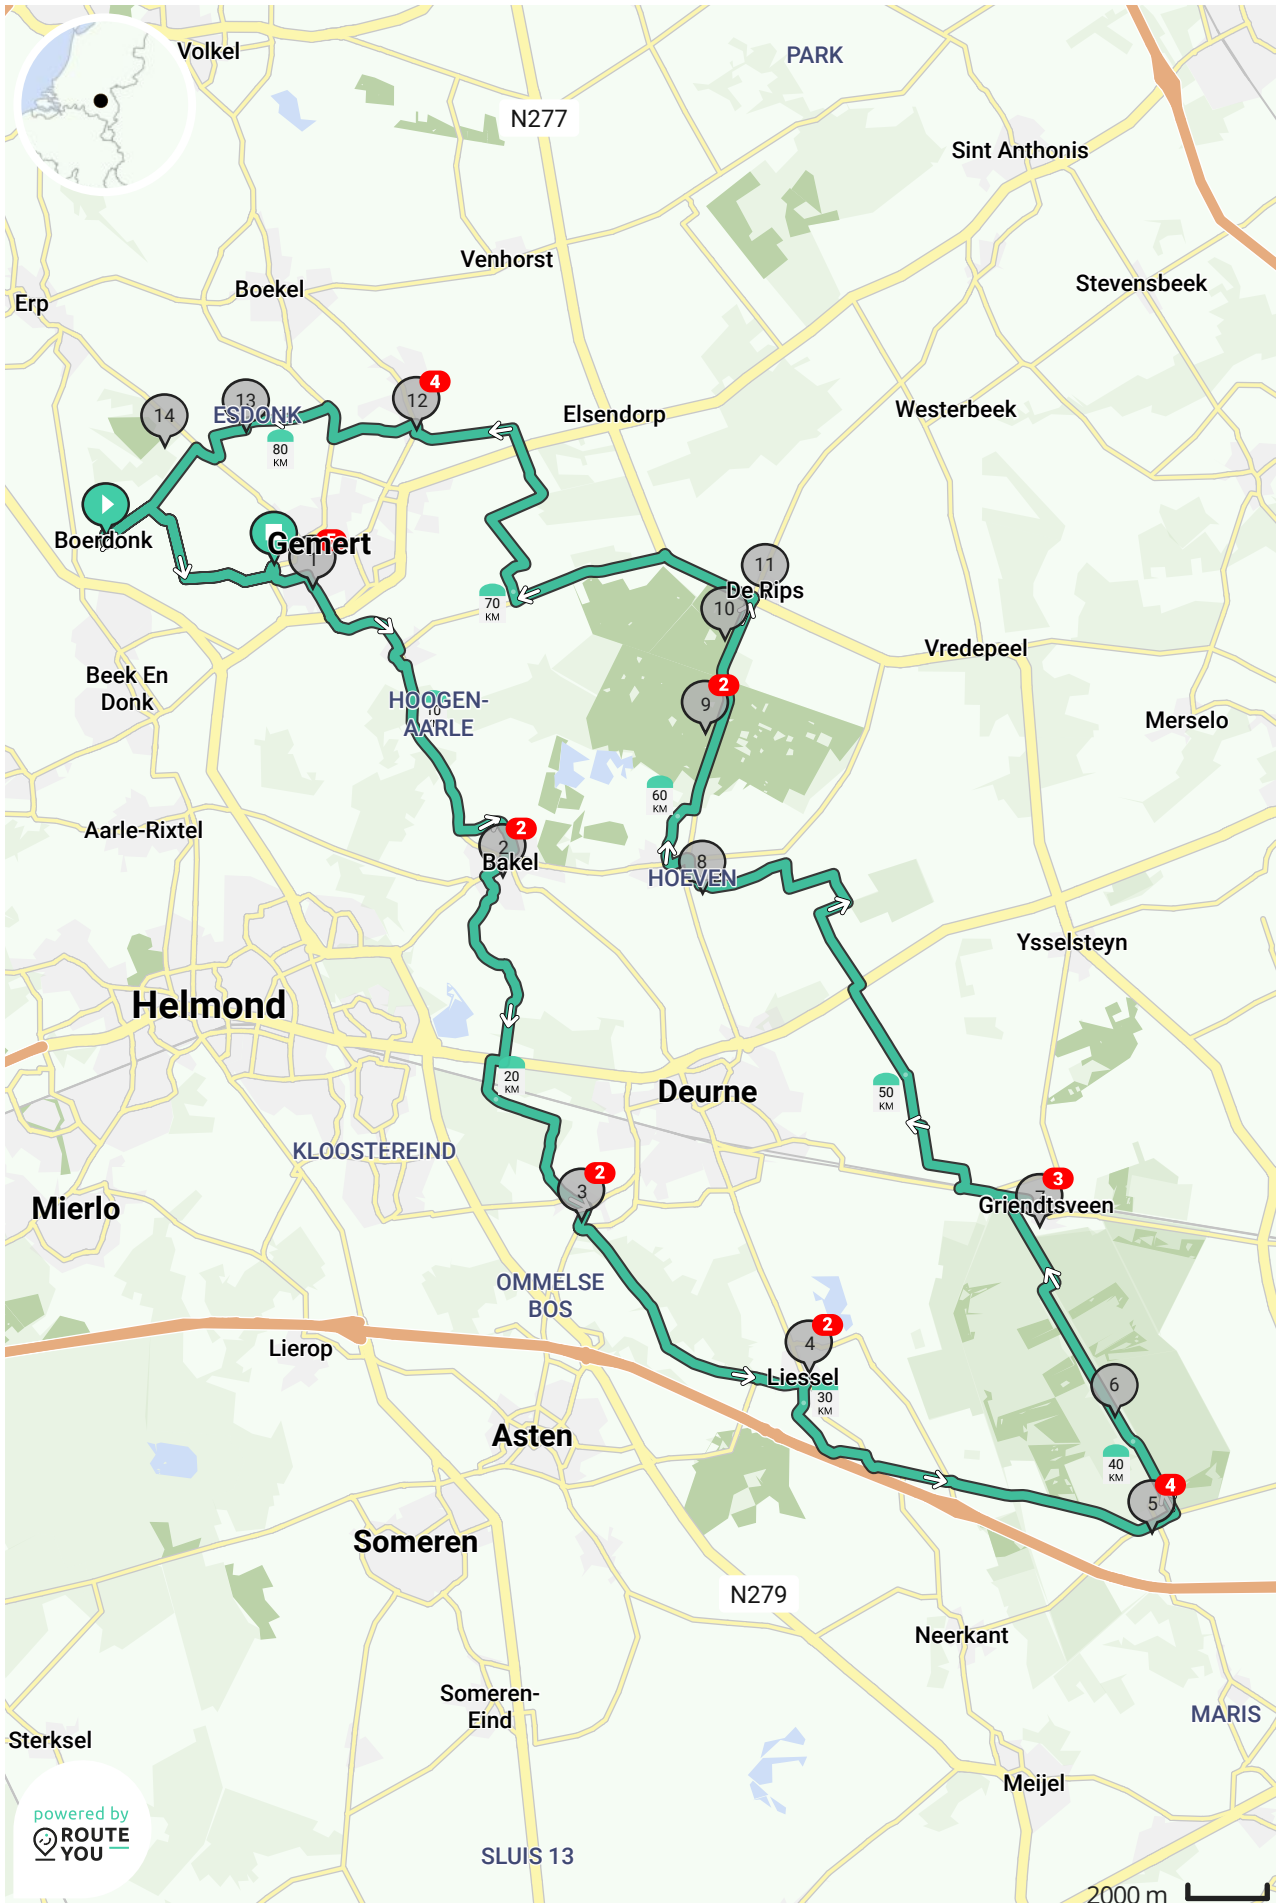 Volkel
PARK
N277
Sint Anthonis
Venhorst
Stevensbeek
Boekel
Erp
4
12
13
14
ESDONK
Elsendorp
Westerbeek
80
KM
Boerdonk
Gemert
1
11
De Rips
10
70
KM
Vredepeel
Beek En
Donk
2
9
HOOGEN-
AARLE
10
Merselo
60
KM
Aarle-Rixtel
2
2
Bakel
8
HOEVEN
Ysselsteyn
Helmond
20
KM
Deurne
50
KM
KLOOSTEREIND
2
3
3
7
Griendtsveen
Mierlo
OMMELSE
BOS
2
4
Lierop
Liessel
30
KM
6
Asten
40
KM
4
5
Someren
N279
Neerkant
Someren-
Eind
MARIS
Sterksel
Meijel
powered by
ROUTE
YOU
SLUIS 13
2000 m